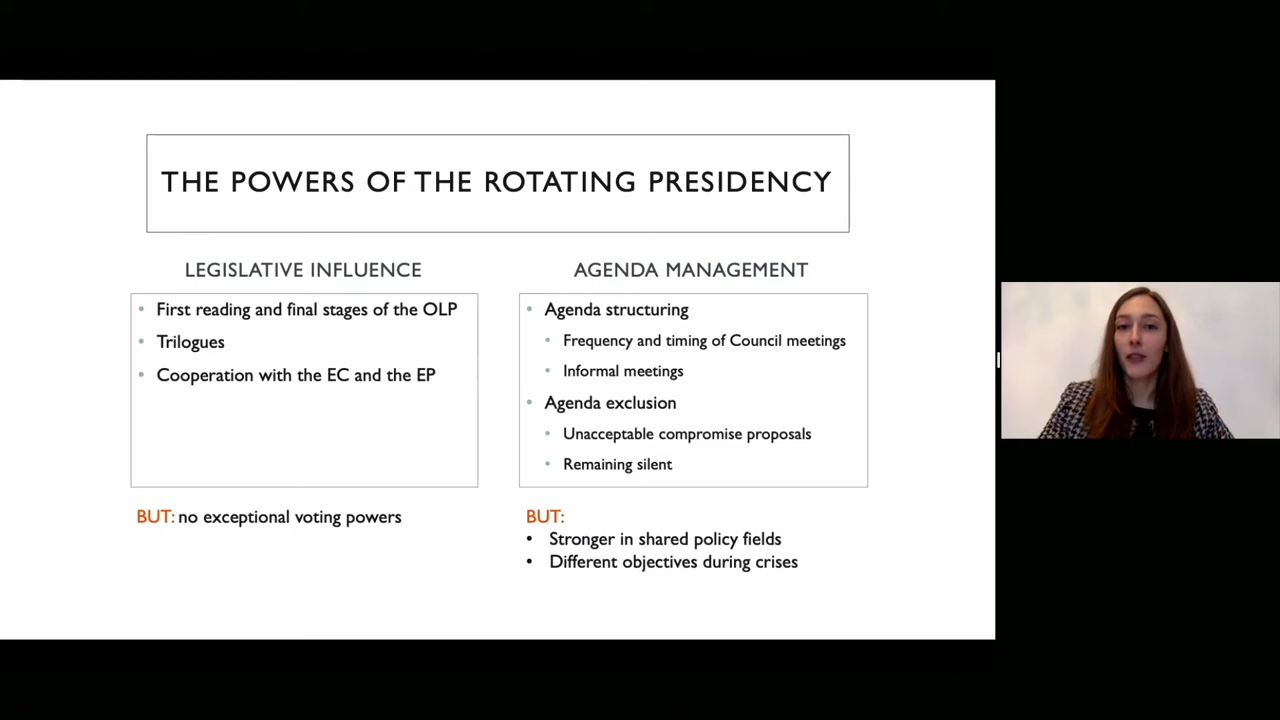 THE POWERS OF THE ROTATING PRESIDENCY
LEGISLATIVE INFLUENCE
• First reading and final stages of the OLP
• Trilogues
• Cooperation with the EC and the EP
BUT: no exceptional voting powers
AGENDA MANAGEMENT
• Agenda structuring
• Frequency and timing of Council meetings
• Informal meetings
• Agenda exclusion
• Unacceptable compromise proposals
• Remaining silent
BUT:
• Stronger in shared policy fields
• Different objectives during crises